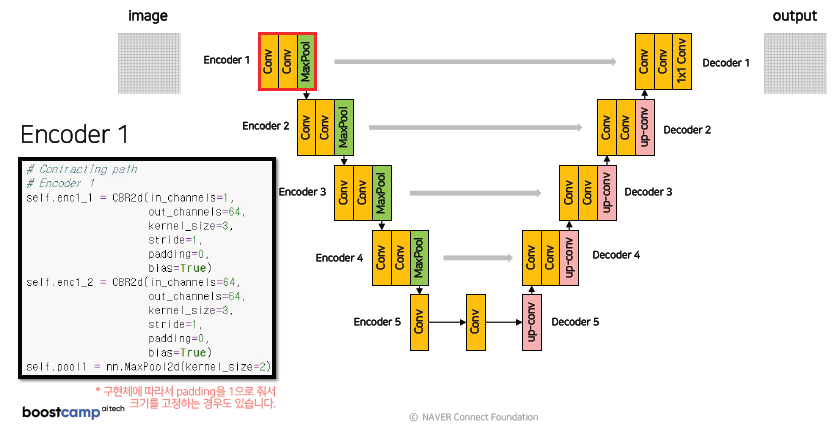 image
output
Encoder 1
Conv
Conv
MaxPool
Conv
Conv
1x1 Conv
Decoder 1
Encoder 2
Conv
Conv
MaxPool
Conv
Conv
up-conv
Decoder 2
Encoder 3
Conv
Conv
MaxPool
Conv
Conv
up-conv
Decoder 3
Encoder 4
Conv
Conv
MaxPool
Conv
Conv
up-conv
Decoder 4
Encoder 5
Conv
Conv
up-conv
Decoder 5
Encoder 1
# Contracting path
# Encoder 1
self.enc1_1 = CBR2d(in_channels=1,
out_channels=64,
kernel_size=3,
stride=1,
padding=0,
bias=True)
self.enc1_2 = CBR2d(in_channels=64,
out_channels=64,
kernel_size=3,
stride=1,
padding=0,
bias=True)
self.pool1 = nn.MaxPool2d(kernel_size=2)
* 구현체에 따라서 padding을 1으로 줘서
크기를 고정하는 경우도 있습니다.
boostcamp ai tech
ⓒ NAVER Connect Foundation